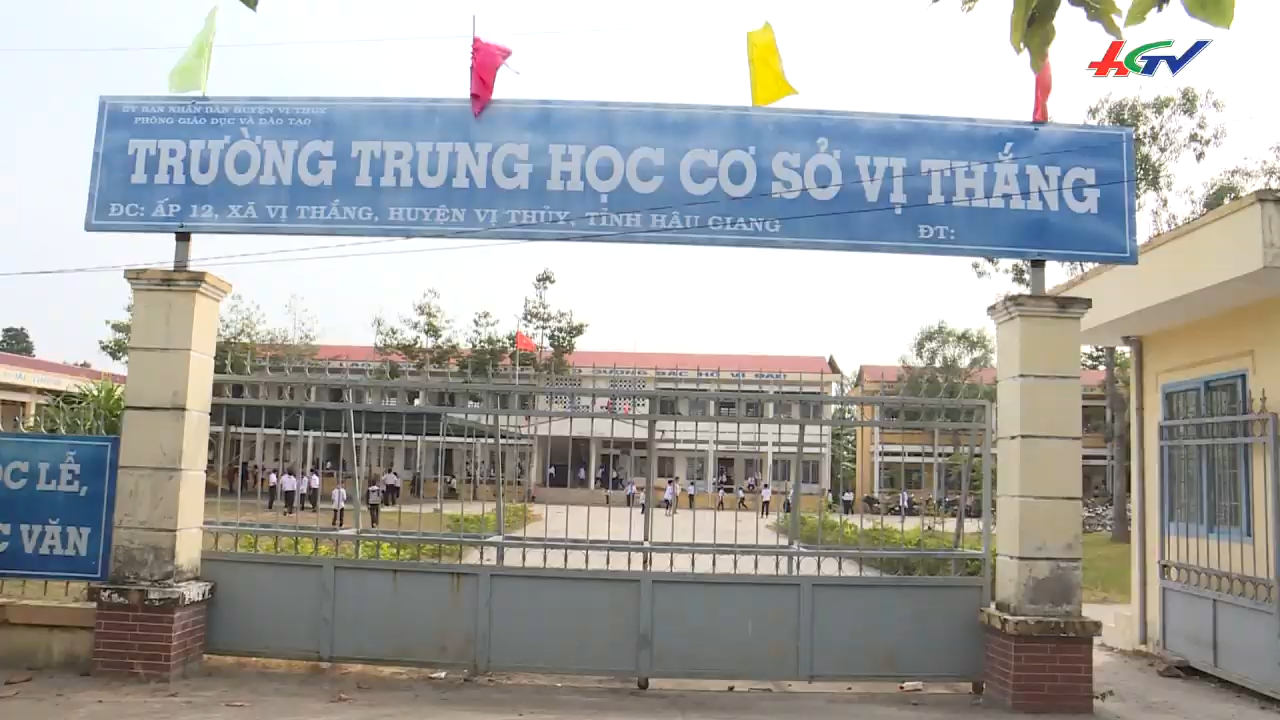 HGTV
ỦY BAN NHÂN DÂN HUYỆN VỊ THỦY
PHÒNG GIÁO DỤC VÀ ĐÀO TẠO
TRƯỜNG TRUNG HỌC CƠ SỞ VỊ THẮNG
ĐC: ẤP 12, XÃ VỊ THẮNG, HUYỆN VỊ THỦY, TỈNH HẬU GIANG
ĐT:
ỌC LỄ,
C VĂN